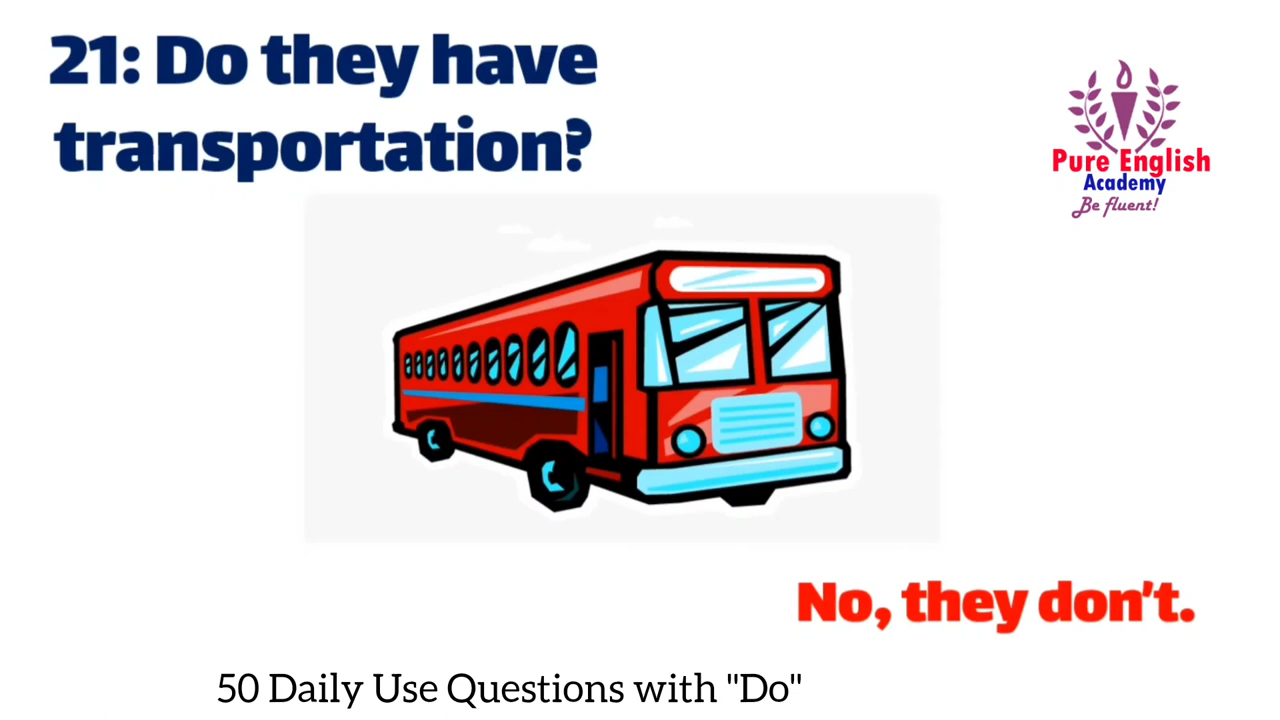 21: Do they have
transportation?
Pure English
Academy
Be fluent!
No, they don't.
50 Daily Use Questions with "Do"